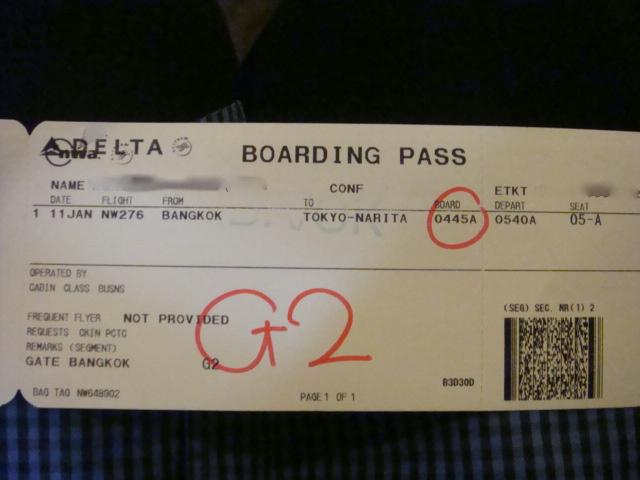 DELTA
nwa
BOARDING PASS
NAME CONF ETKT
DATE FLIGHT FROM TO BOARD DEPART SEAT
1 11JAN NW276 BANGKOK TOKYO-NARITA 0445A 0540A 05-A
OPERATED BY
CABIN CLASS BUSNS
(SEG) SEC. NR(1) 2
FREQUENT FLYER NOT PROVIDED
REQUESTS CKIN PCTC
REMARKS (SEGMENT)
GATE BANGKOK G2
G2
B3D30D
BAG TAG NW648902
PAGE 1 OF 1